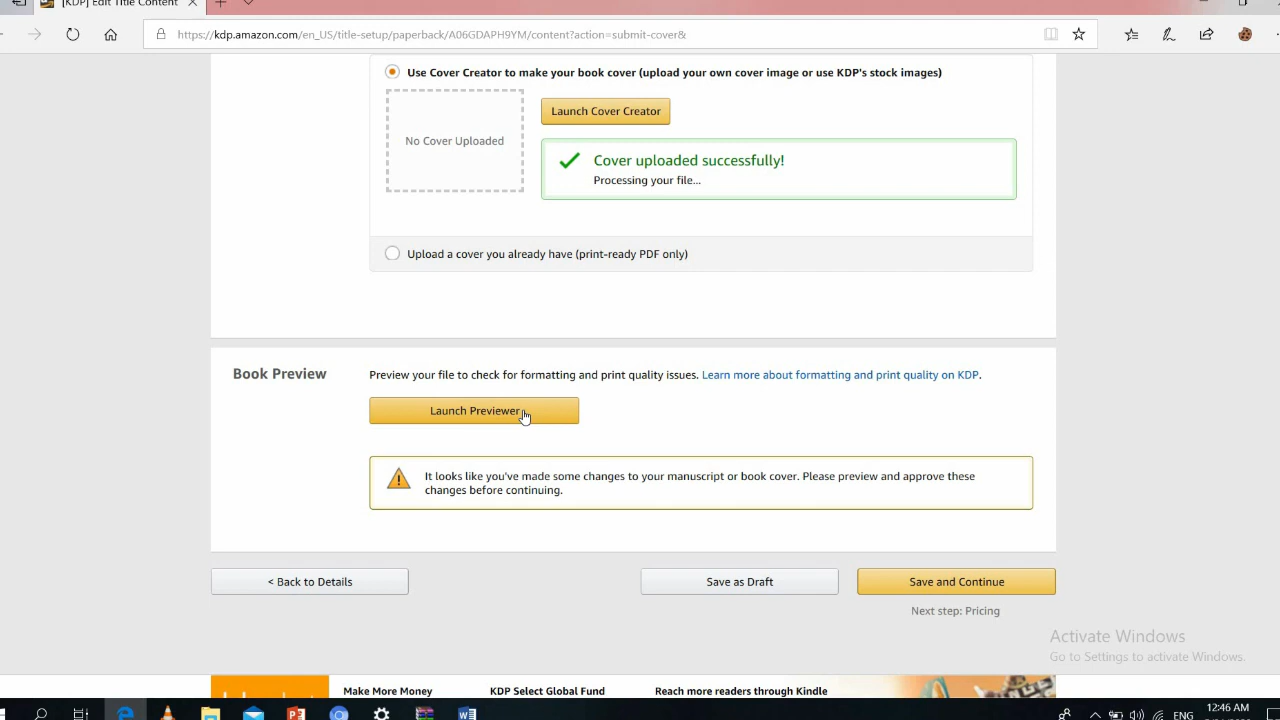 [KDP] Edit Title Content
https://kdp.amazon.com/en_US/title-setup/paperback/A06GDAPH9YM/content?action=submit-cover&
Use Cover Creator to make your book cover (upload your own cover image or use KDP's stock images)
No Cover Uploaded
Launch Cover Creator
Cover uploaded successfully!
Processing your file...
Upload a cover you already have (print-ready PDF only)
Book Preview
Preview your file to check for formatting and print quality issues. Learn more about formatting and print quality on KDP.
Launch Previewer
It looks like you've made some changes to your manuscript or book cover. Please preview and approve these
changes before continuing.
< Back to Details
Save as Draft
Save and Continue
Next step: Pricing
Activate Windows
Go to Settings to activate Windows.
Make More Money
KDP Select Global Fund
Reach more readers through Kindle
ENG
12:46 AM